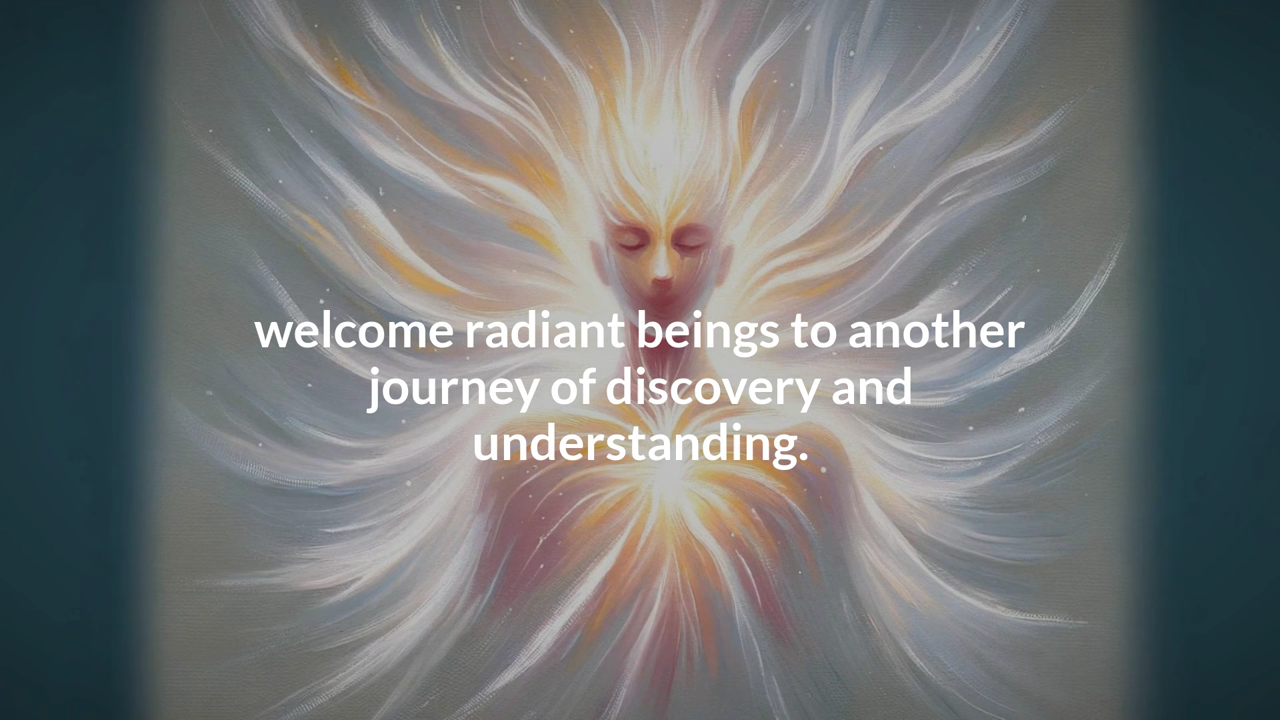 welcome radiant beings to another
journey of discovery and
understanding.